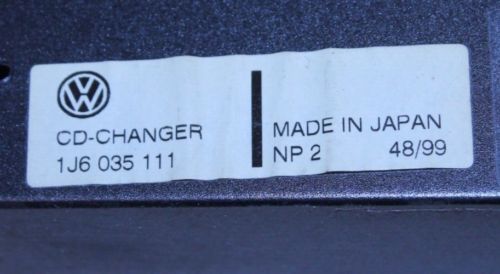 CD-CHANGER
1J6 035 111
MADE IN JAPAN
NP 2 48/99